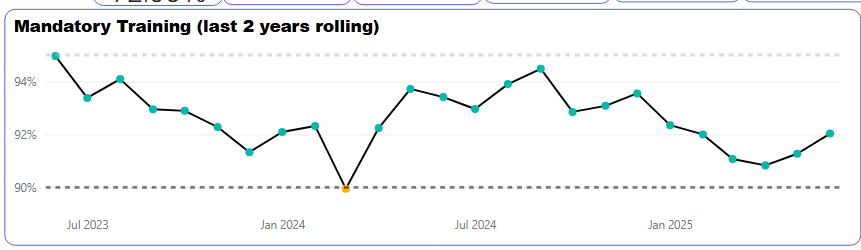 Mandatory Training (last 2 years rolling)
94%
92%
90%
Jul 2023 Jan 2024 Jul 2024 Jan 2025